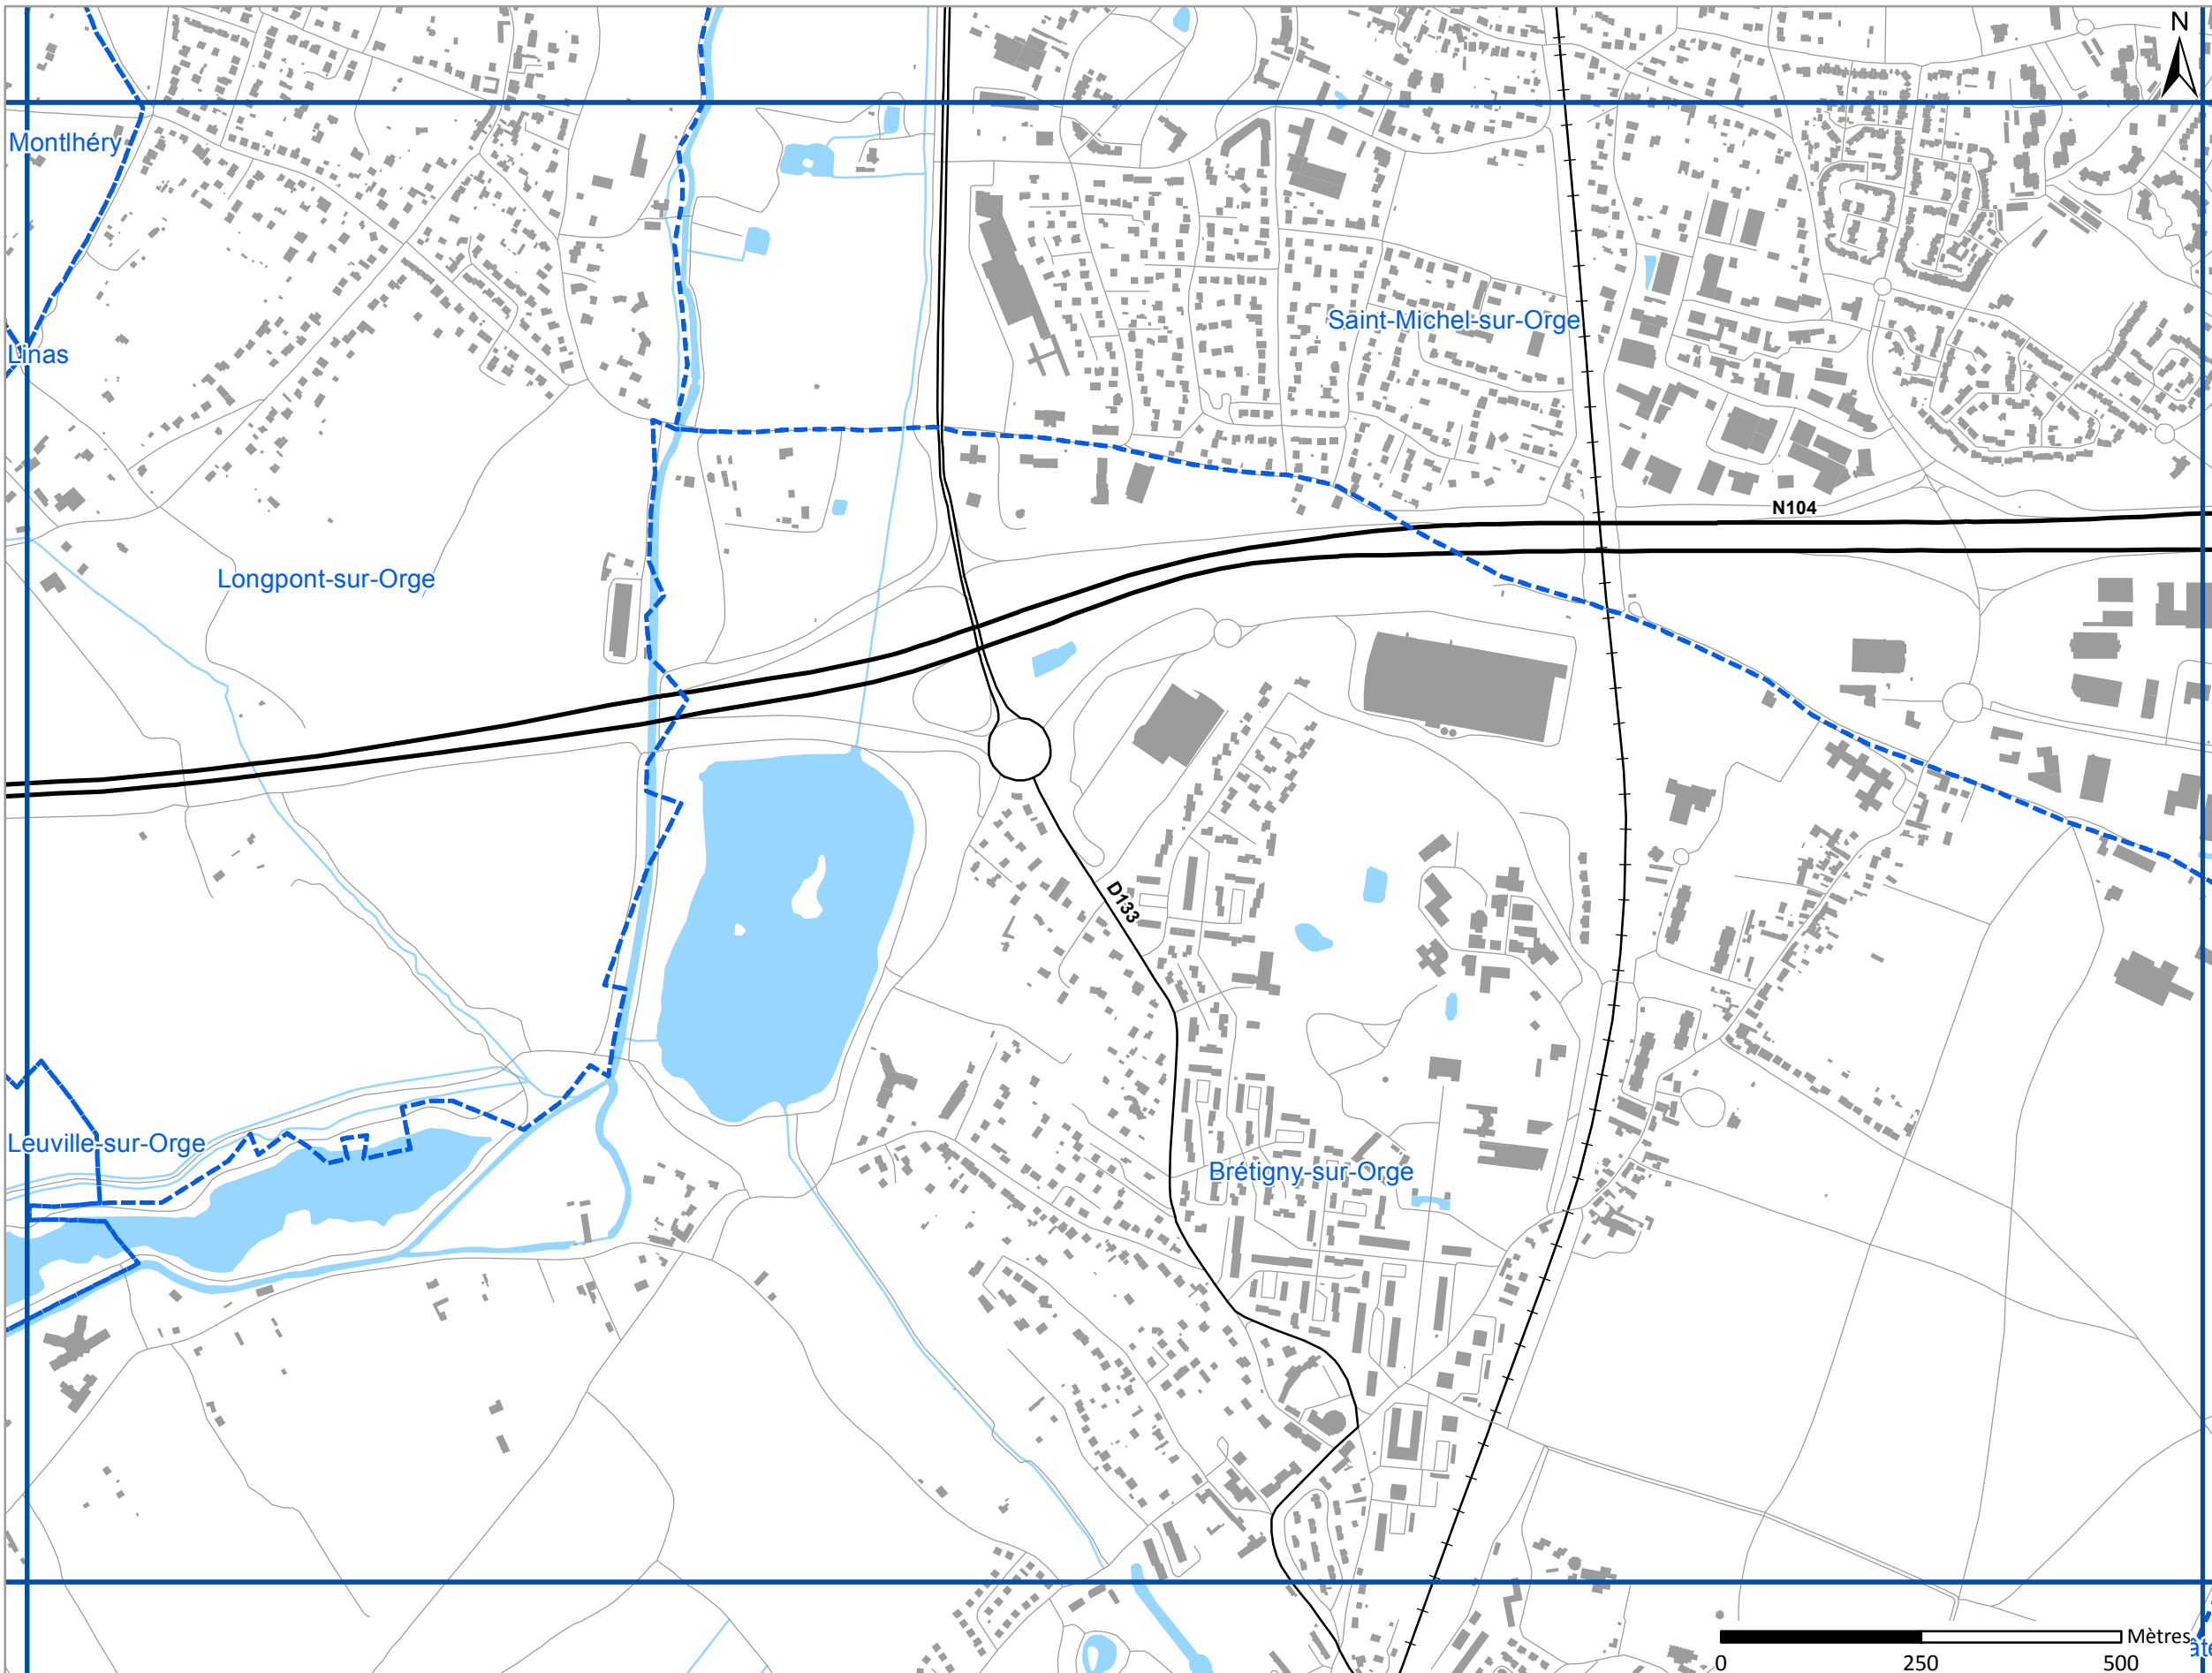 N
Montlhéry
Saint-Michel-sur-Orge
Linas
N104
Longpont-sur-Orge
D133
Leuville-sur-Orge
Brétigny-sur-Orge
Mètres
0 250 500